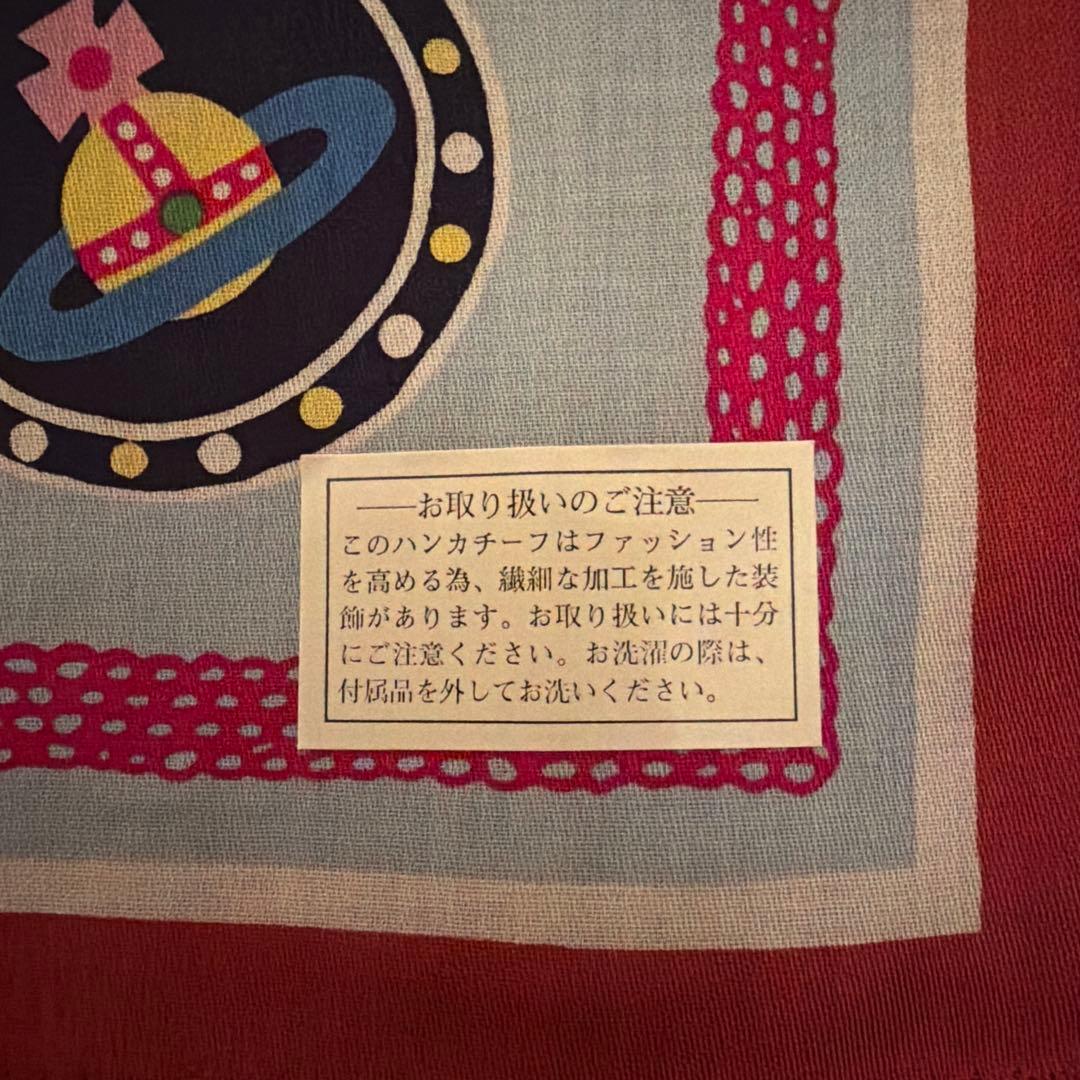 ―お取り扱いのご注意―
このハンカチーフはファッション性
を高める為、繊細な加工を施した装
飾があります。お取り扱いには十分
にご注意ください。お洗濯の際は、
付属品を外してお洗いください。